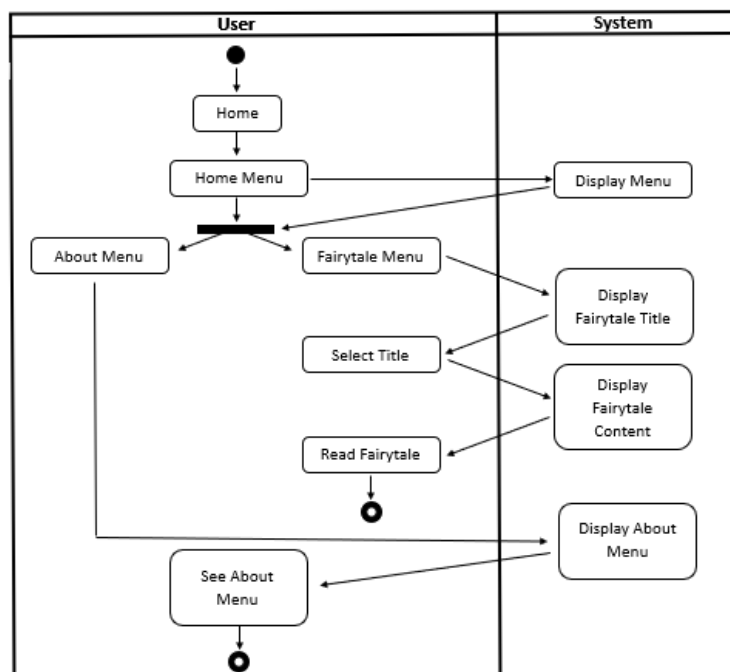 User
System
Home
Home Menu
Display Menu
About Menu
Fairytale Menu
Display
Fairytale Title
Select Title
Display
Fairytale
Content
Read Fairytale
Display About
Menu
See About
Menu